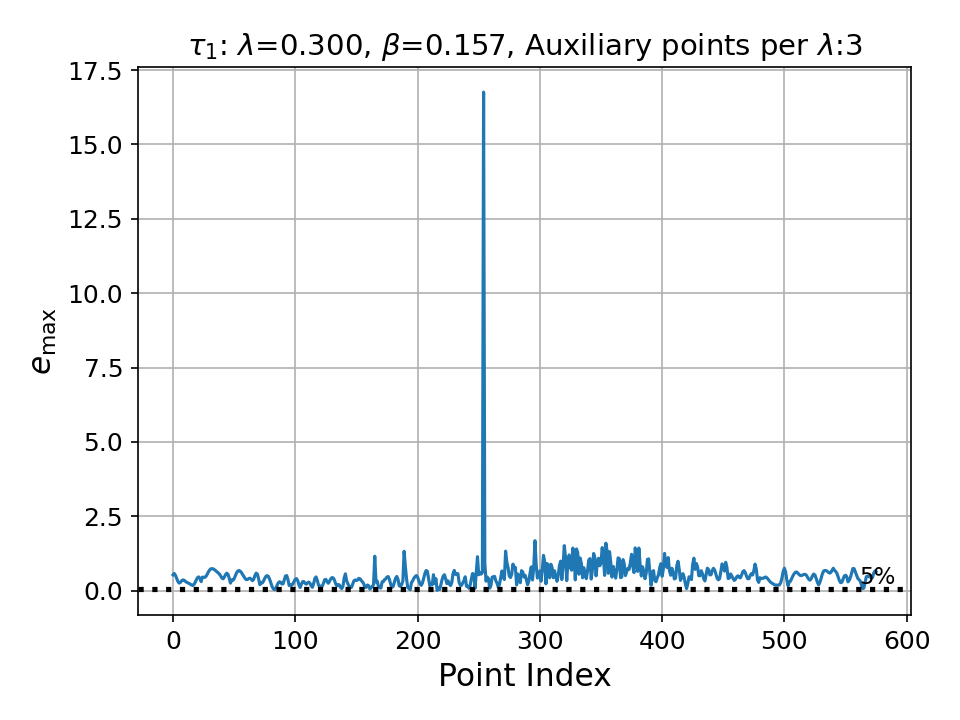 τ₁: λ=0.300, β=0.157, Auxiliary points per λ:3
17.5
15.0
12.5
10.0
7.5
5.0
2.5
0.0
e_max
5%
0 100 200 300 400 500 600
Point Index